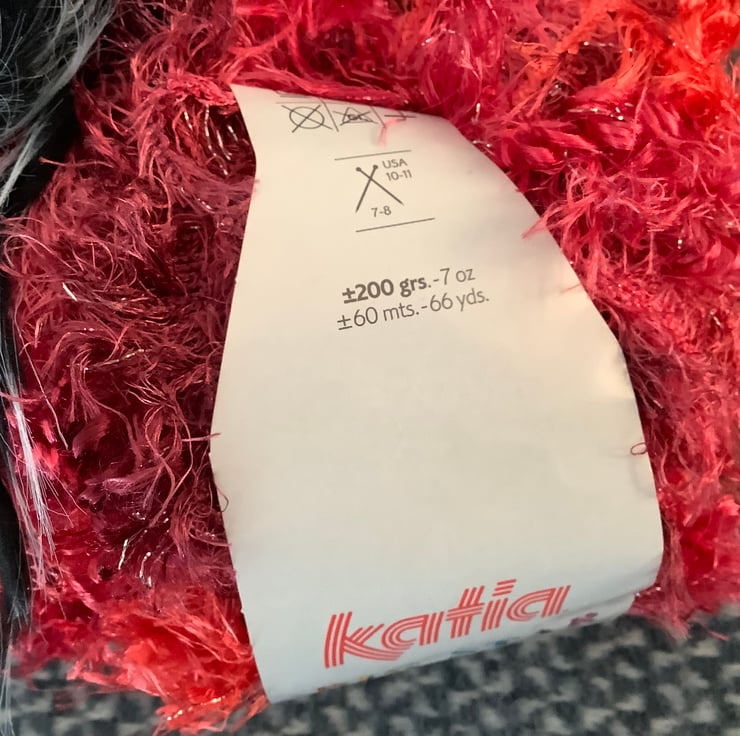 USA
10-11
7-8
±200 grs.-7 oz
±60 mts.-66 yds.
katia